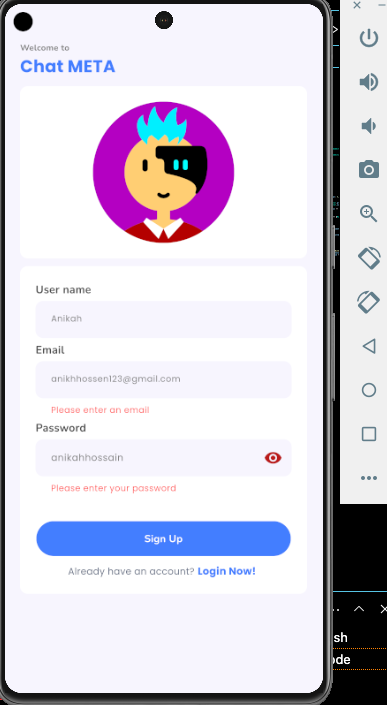 Welcome to
Chat META
User name
Anikah
Email
anikhhossen123@gmail.com
Please enter an email
Password
anikahhossain
Please enter your password
Sign Up
Already have an account? Login Now!
sh
ode